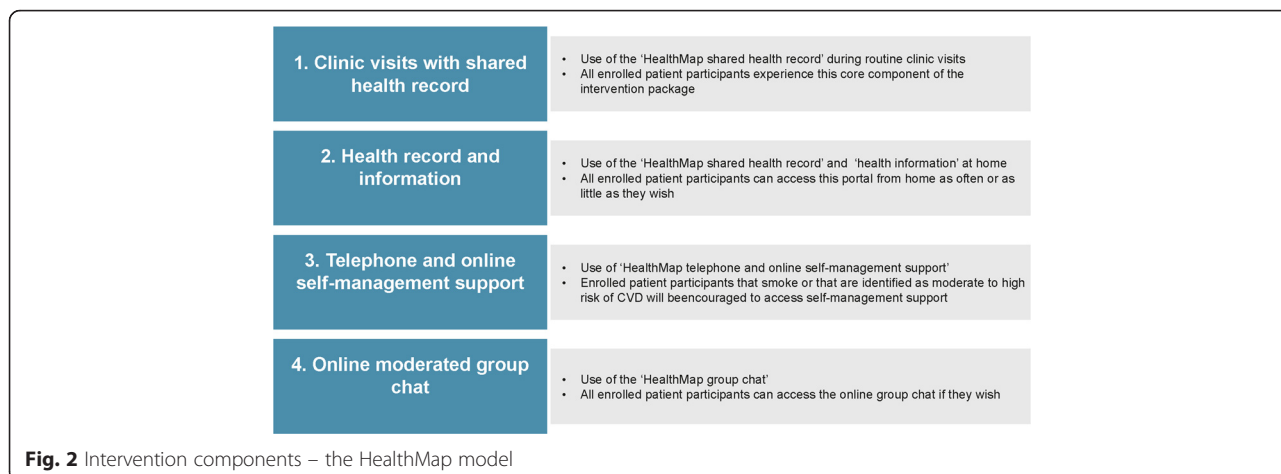 1. Clinic visits with shared
health record
• Use of the ‘HealthMap shared health record’ during routine clinic visits
• All enrolled patient participants experience this core component of the
intervention package
2. Health record and
information
• Use of the ‘HealthMap shared health record’ and ‘health information’ at home
• All enrolled patient participants can access this portal from home as often or as
little as they wish
3. Telephone and online
self-management support
• Use of ‘HealthMap telephone and online self-management support’
• Enrolled patient participants that smoke or that are identified as moderate to high
risk of CVD will beencouraged to access self-management support
4. Online moderated group
chat
• Use of the ‘HealthMap group chat’
• All enrolled patient participants can access the online group chat if they wish
Fig. 2 Intervention components – the HealthMap model